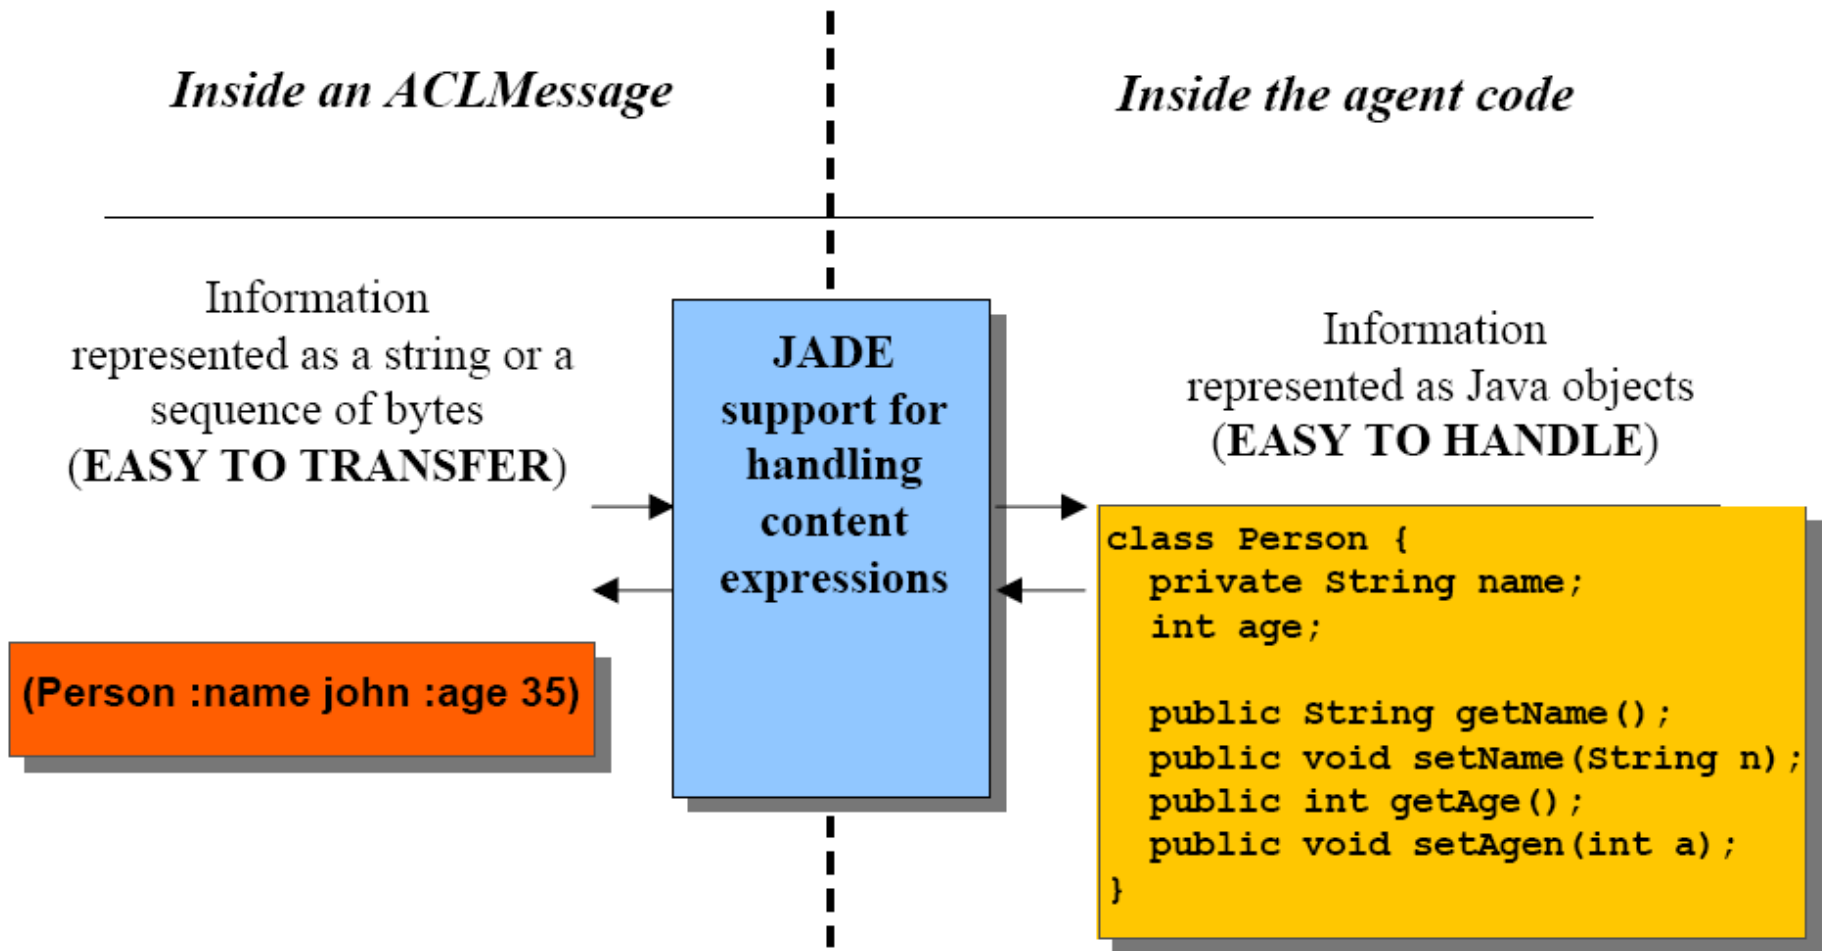 Inside an ACLMessage
Inside the agent code
Information
represented as a string or a
sequence of bytes
(EASY TO TRANSFER)
JADE
support for
handling
content
expressions
Information
represented as Java objects
(EASY TO HANDLE)
(Person :name john :age 35)
class Person {
private String name;
int age;
public String getName();
public void setName(String n);
public int getAge();
public void setAgen(int a);
}